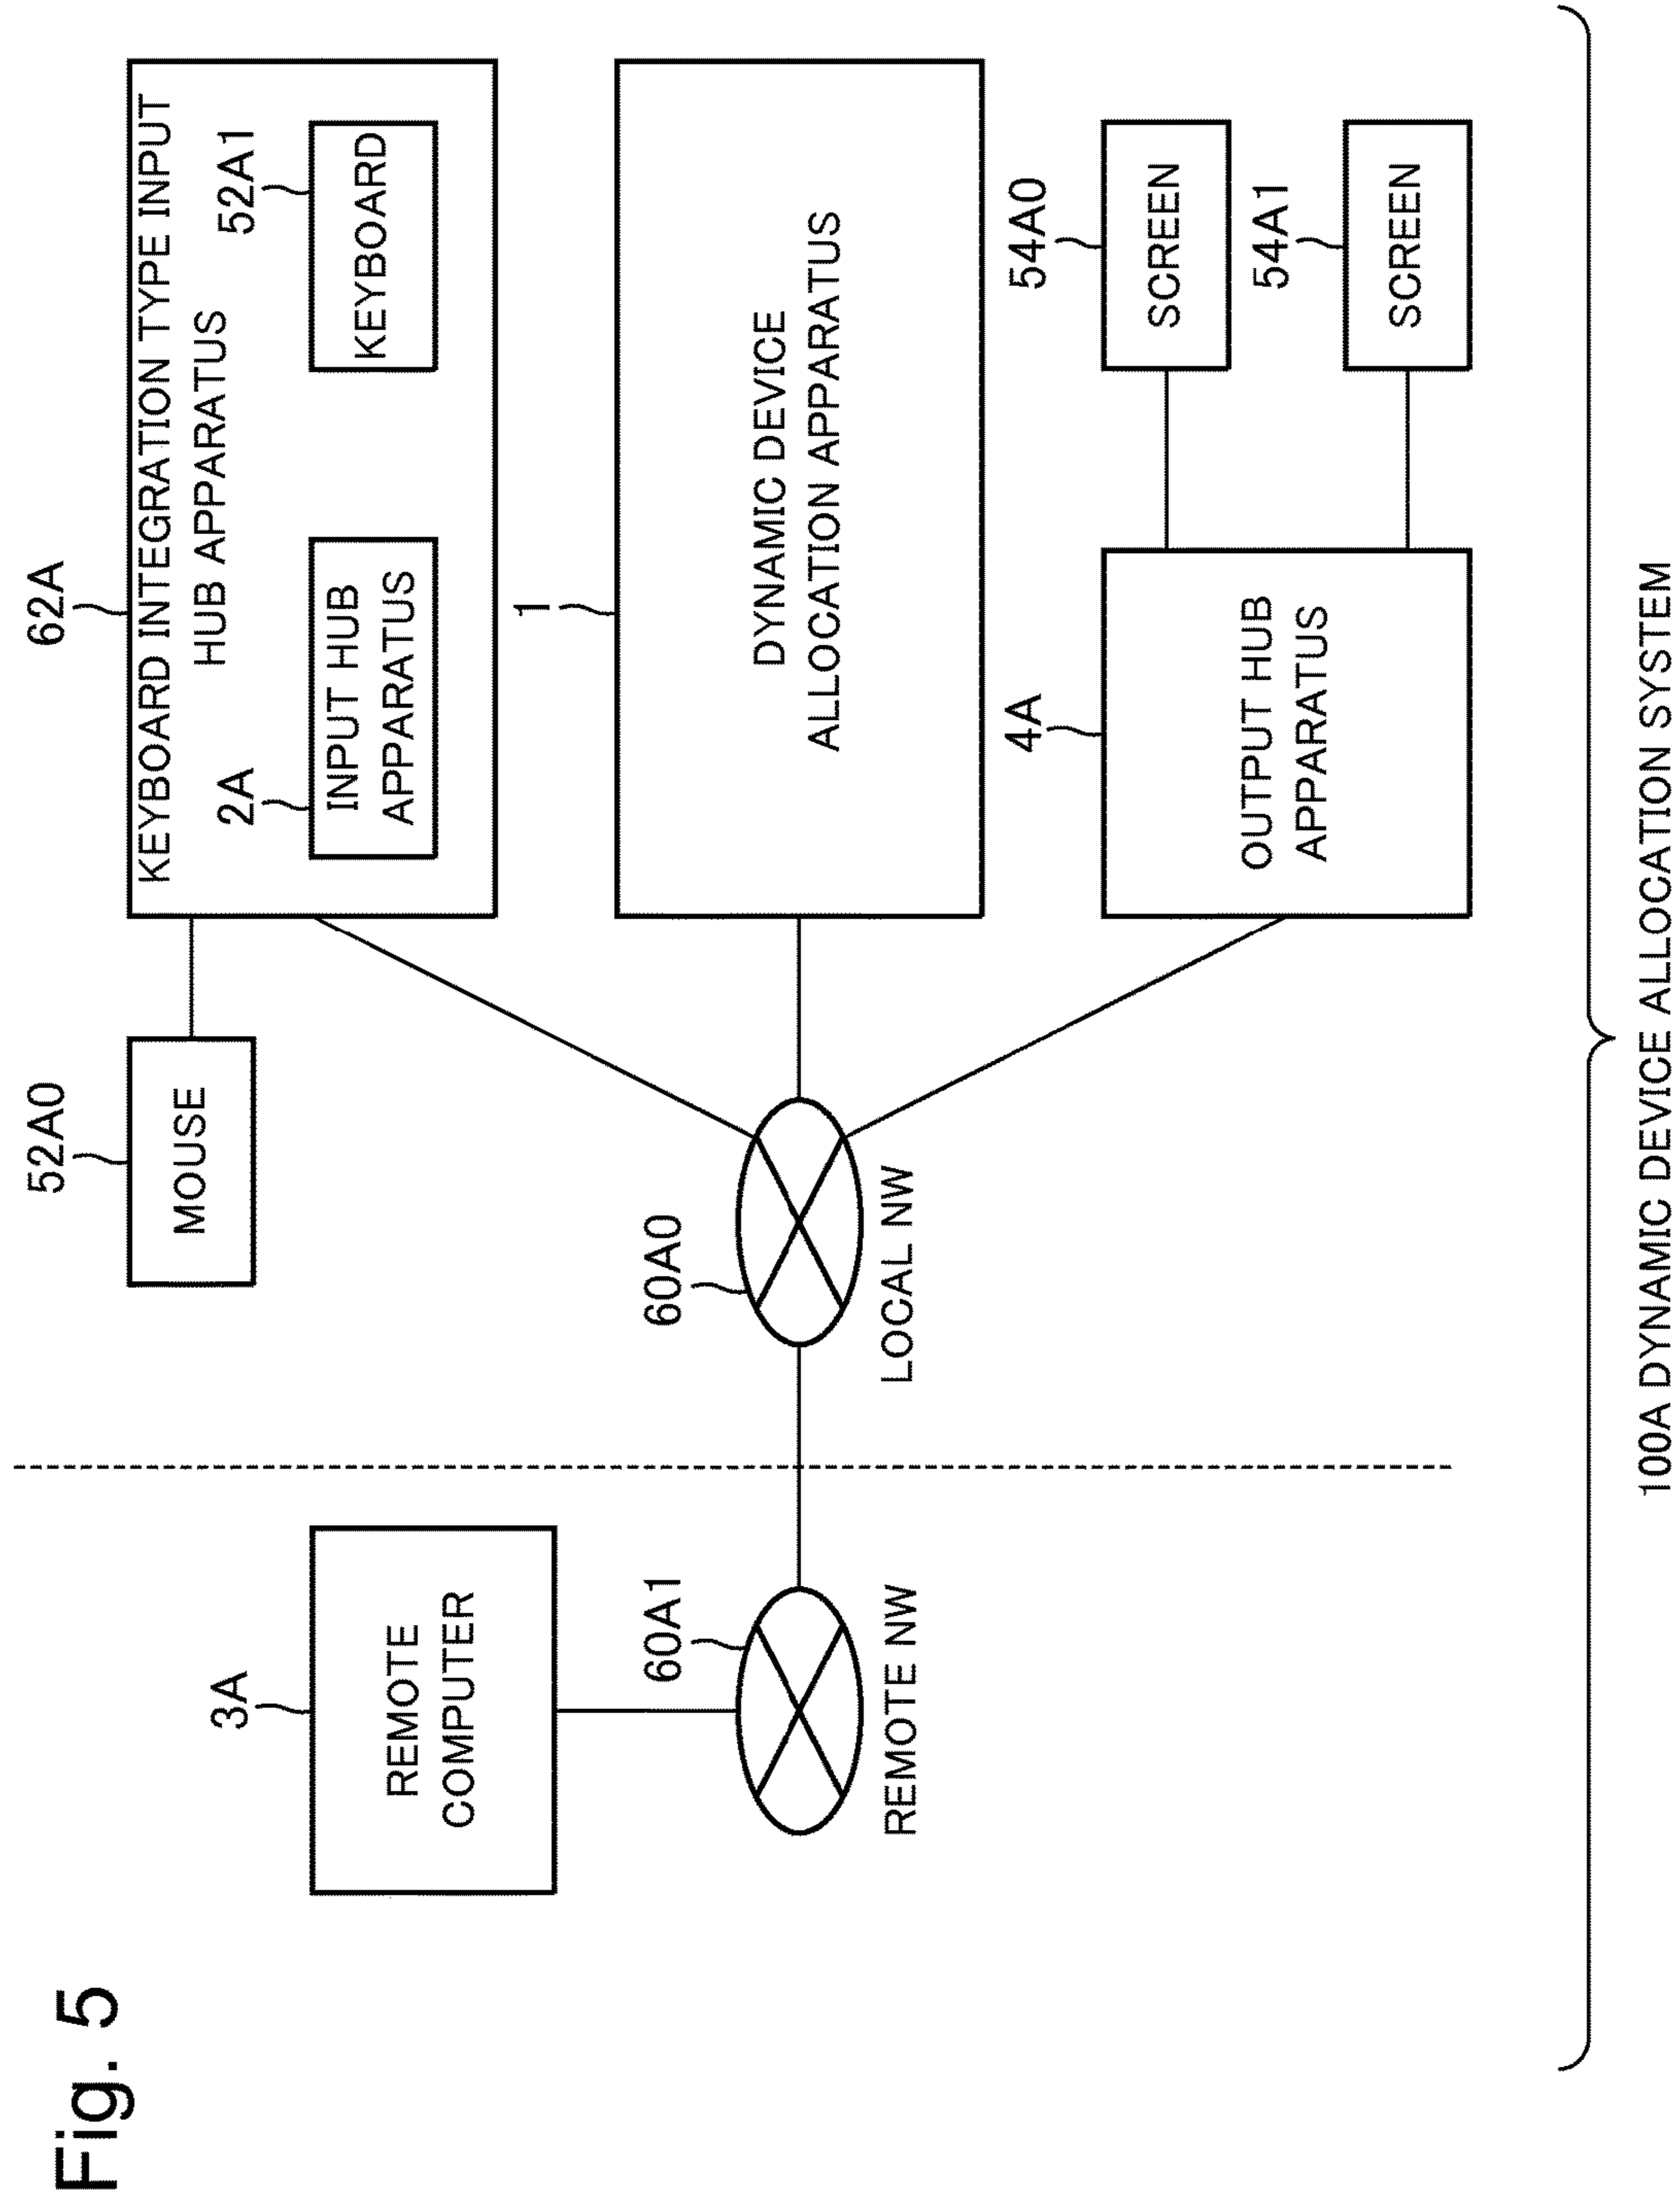 Fig. 5
52A0
MOUSE
62A
KEYBOARD INTEGRATION TYPE INPUT
HUB APPARATUS
2A
INPUT HUB
APPARATUS
52A1
KEYBOARD
3A
REMOTE
COMPUTER
60A1
REMOTE NW
60A0
LOCAL NW
1
DYNAMIC DEVICE
ALLOCATION APPARATUS
4A
OUTPUT HUB
APPARATUS
54A0
SCREEN
54A1
SCREEN
100A DYNAMIC DEVICE ALLOCATION SYSTEM